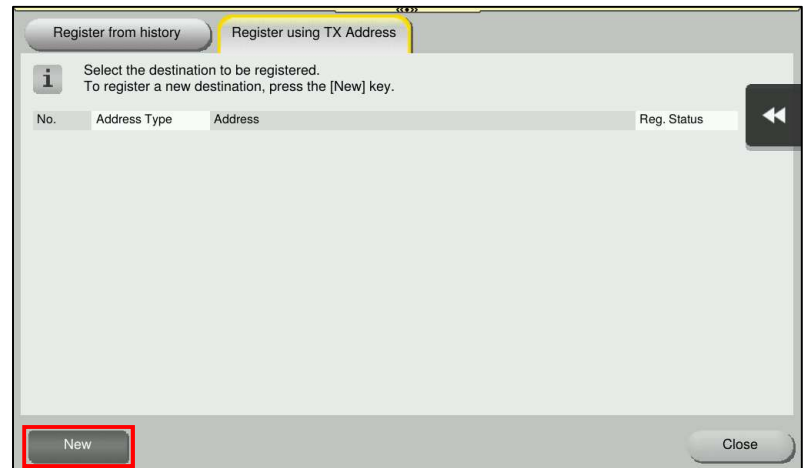 Register from history
Register using TX Address
Select the destination to be registered.
To register a new destination, press the [New] key.
No. Address Type Address Reg. Status
New
Close